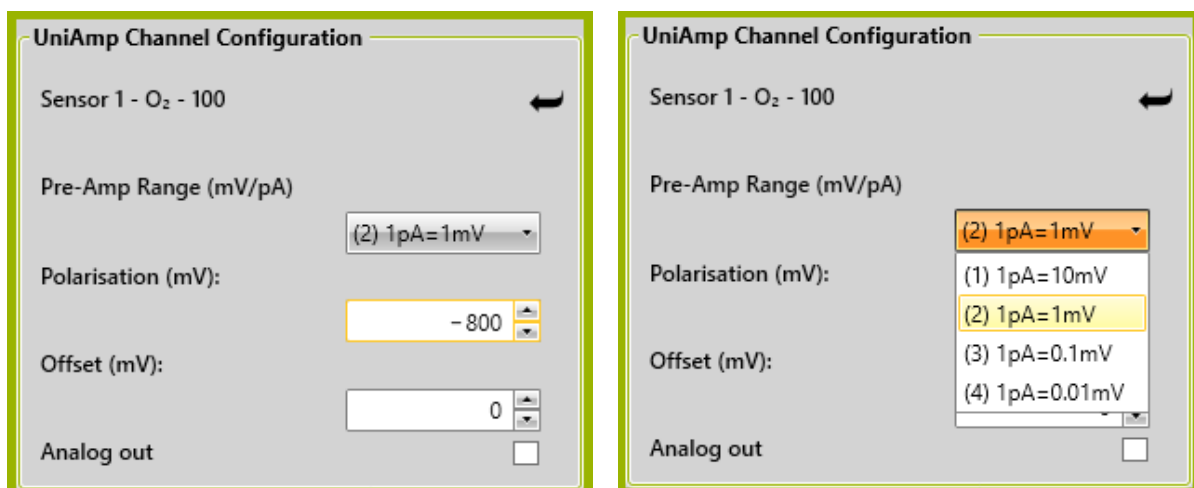 UniAmp Channel Configuration
Sensor 1 - O₂ - 100
Pre-Amp Range (mV/pA)
(2) 1pA=1mV
Polarisation (mV):
-800
Offset (mV):
0
Analog out
UniAmp Channel Configuration
Sensor 1 - O₂ - 100
Pre-Amp Range (mV/pA)
(2) 1pA=1mV
(1) 1pA=10mV
Polarisation (mV):
(2) 1pA=1mV
(3) 1pA=0.1mV
Offset (mV):
(4) 1pA=0.01mV
Analog out